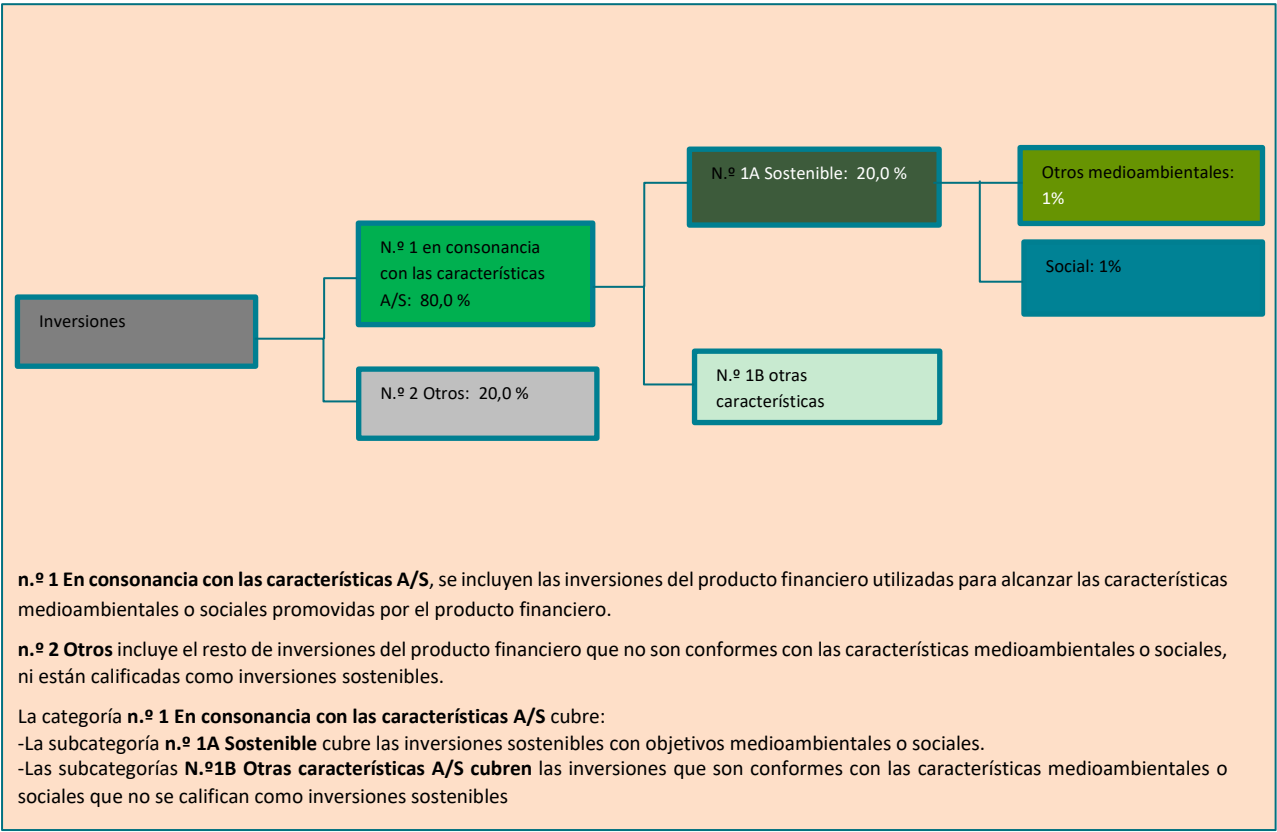 Inversiones
N.º 1 en consonancia
con las características
A/S:  80,0 %
N.º 2 Otros:  20,0 %
N.º 1A Sostenible:  20,0 %
N.º 1B otras
características
Otros medioambientales:
1%
Social: 1%
n.º 1 En consonancia con las características A/S, se incluyen las inversiones del producto financiero utilizadas para alcanzar las características
medioambientales o sociales promovidas por el producto financiero.
n.º 2 Otros incluye el resto de inversiones del producto financiero que no son conformes con las características medioambientales o sociales,
ni están calificadas como inversiones sostenibles.
La categoría n.º 1 En consonancia con las características A/S cubre:
-La subcategoría n.º 1A Sostenible cubre las inversiones sostenibles con objetivos medioambientales o sociales.
-Las subcategorías N.º1B Otras características A/S cubren las inversiones que son conformes con las características medioambientales o
sociales que no se califican como inversiones sostenibles